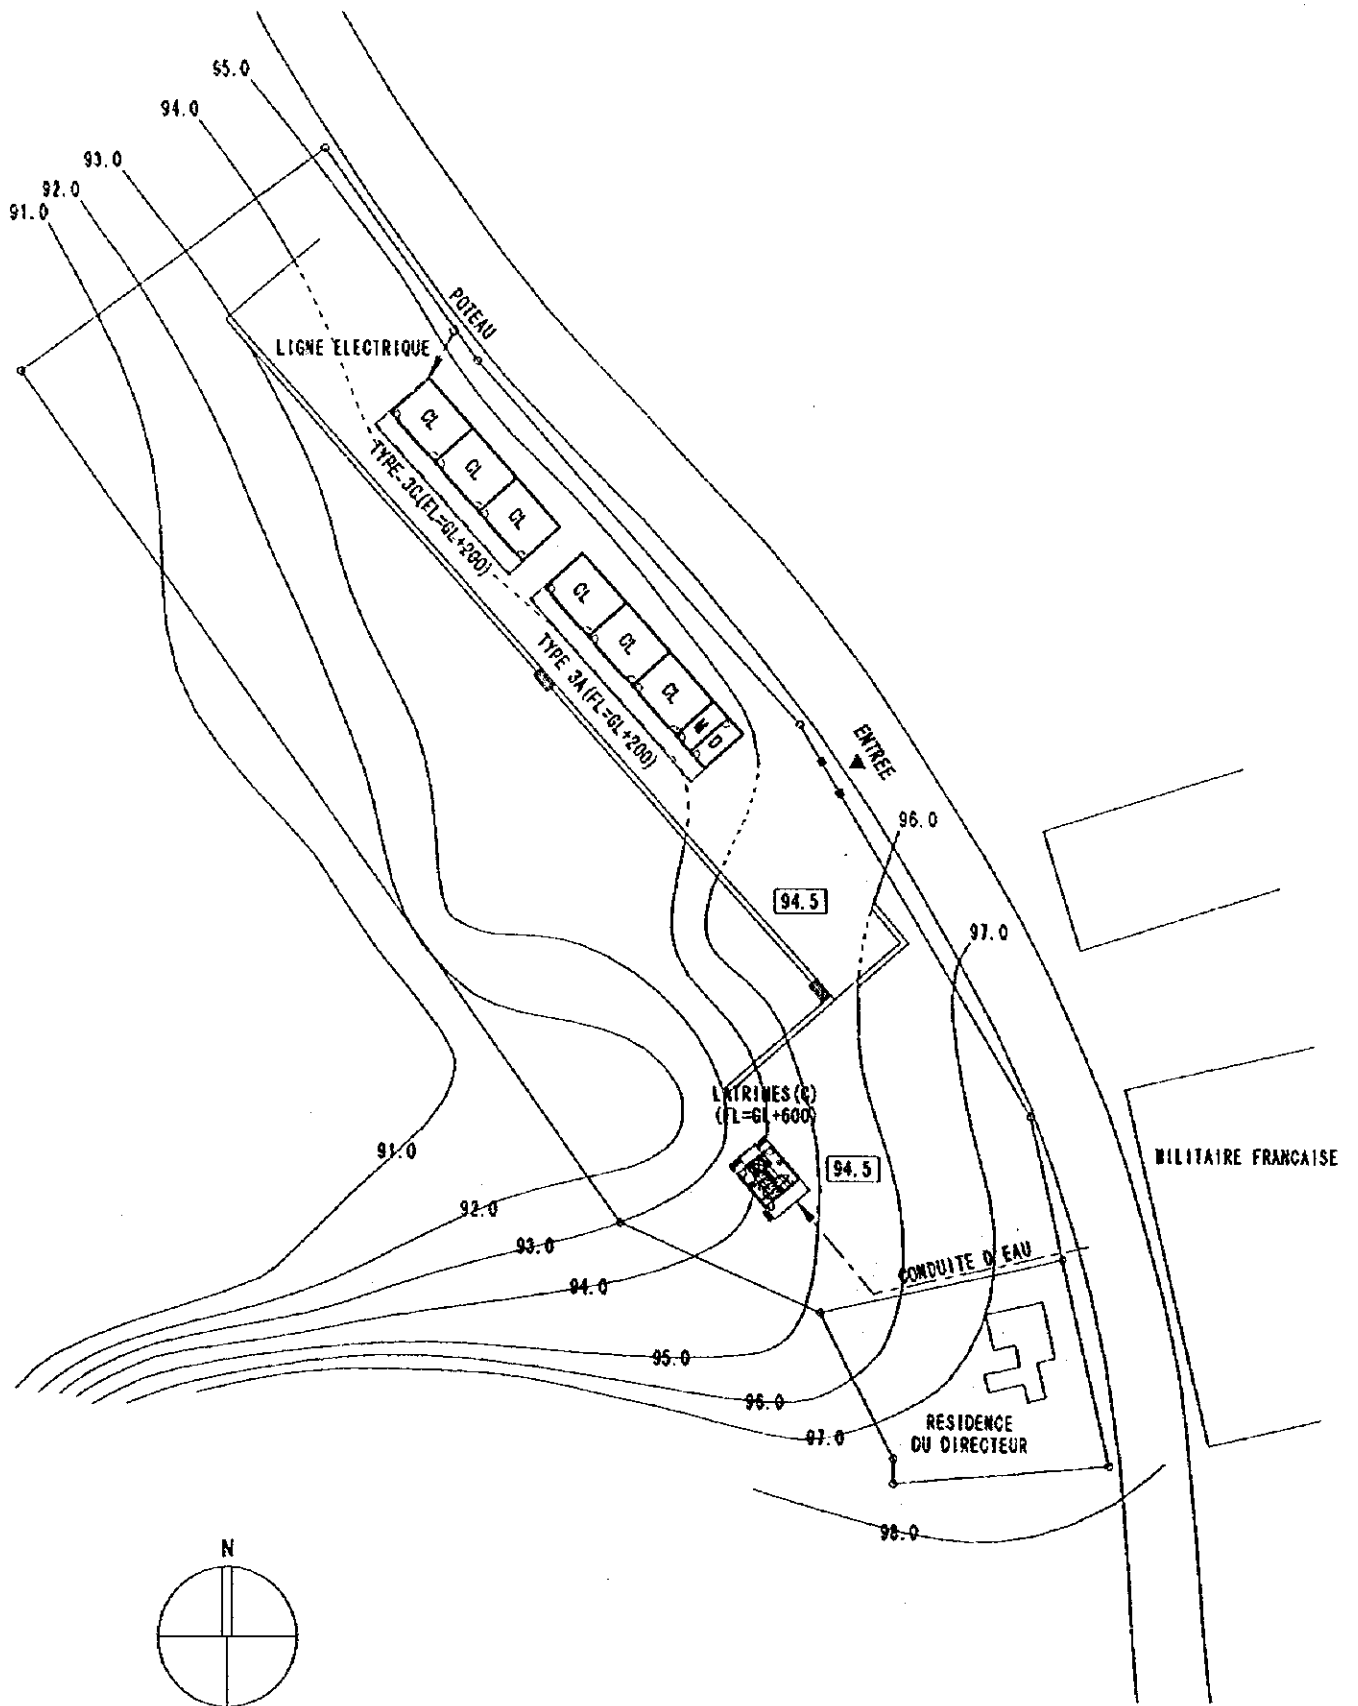 95.0
94.0
93.0
92.0
91.0
POTEAU
LIGNE ELECTRIQUE
CL
CL
CL
TYPE-3C(FL=GL+200)
CL
CL
CL
M
D
TYPE 3A(FL=GL+200)
ENTREE
96.0
94.5
97.0
LATRINES(C)
(FL=GL+600)
94.5
91.0
MILITAIRE FRANCAISE
92.0
93.0
CONDUITE D'EAU
94.0
95.0
96.0
97.0
RESIDENCE
DU DIRECTEUR
98.0
N